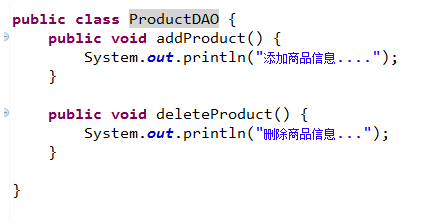 public class ProductDAO {
public void addProduct() {
System.out.println("添加商品信息....");
}
public void deleteProduct() {
System.out.println("删除商品信息...");
}
}